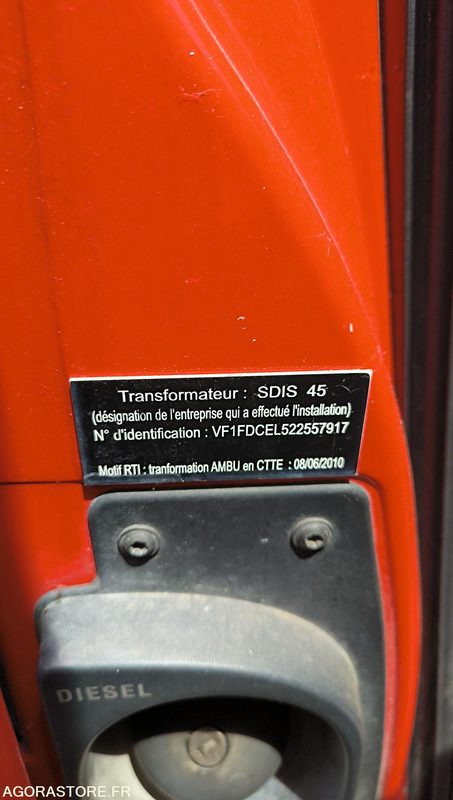 Transformateur : SDIS 45
(désignation de l'entreprise qui a effectué l'installation)
N° d'identification : VF1FDCEL522557917
Motif RTI : tranformation AMBU en CTTE : 08/06/2010
DIESEL
AGORASTORE.FR